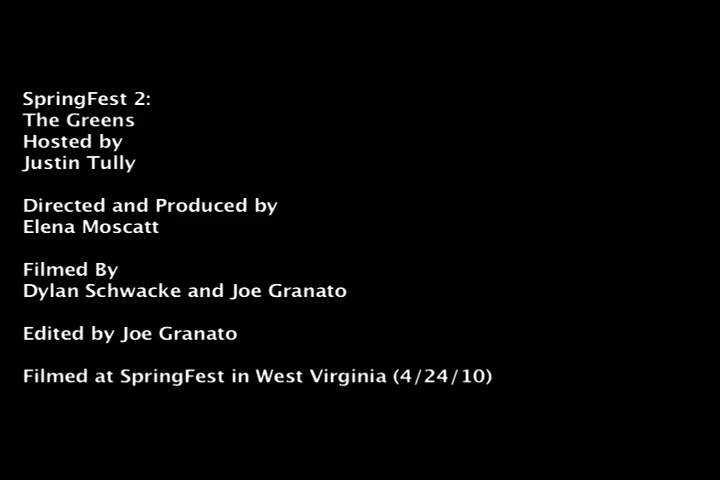 SpringFest 2:
The Greens
Hosted by
Justin Tully
Directed and Produced by
Elena Moscatt
Filmed By
Dylan Schwacke and Joe Granato
Edited by Joe Granato
Filmed at SpringFest in West Virginia (4/24/10)